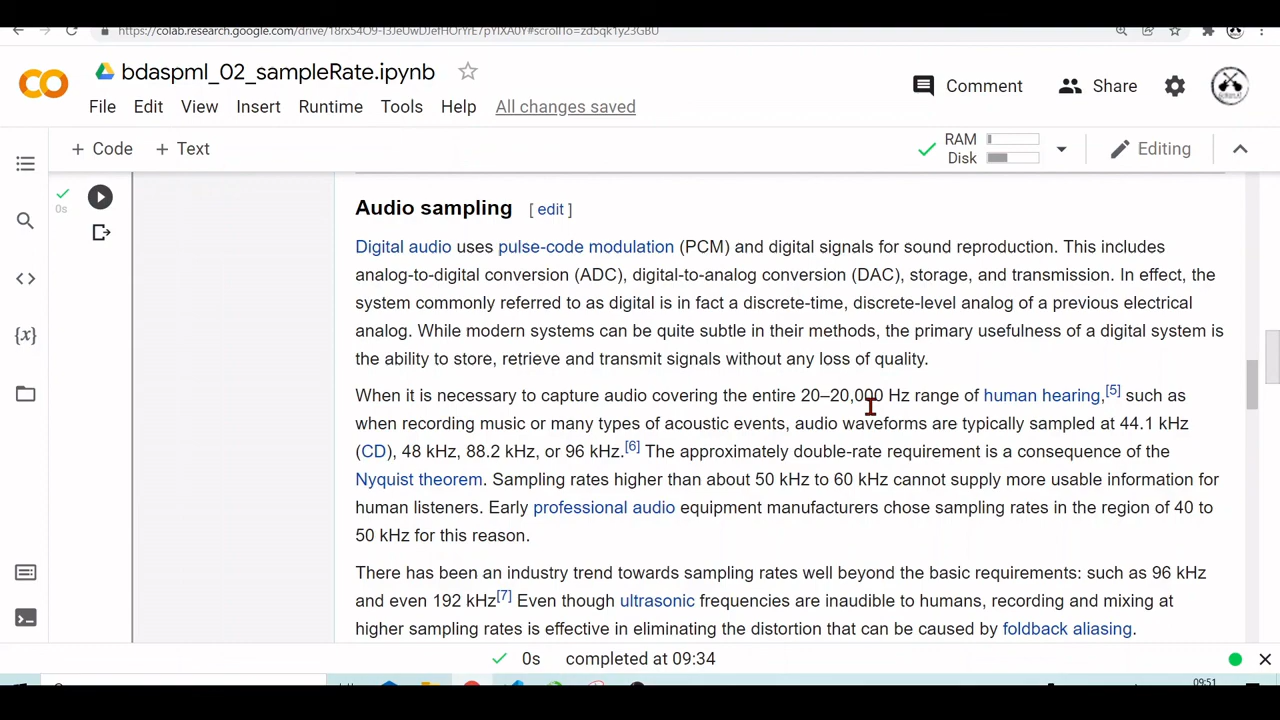 bdaspml_02_sampleRate.ipynb
File Edit View Insert Runtime Tools Help All changes saved
Comment Share
+ Code + Text
RAM
Disk
Editing
0s
Audio sampling [ edit ]
Digital audio uses pulse-code modulation (PCM) and digital signals for sound reproduction. This includes
analog-to-digital conversion (ADC), digital-to-analog conversion (DAC), storage, and transmission. In effect, the
system commonly referred to as digital is in fact a discrete-time, discrete-level analog of a previous electrical
analog. While modern systems can be quite subtle in their methods, the primary usefulness of a digital system is
the ability to store, retrieve and transmit signals without any loss of quality.
When it is necessary to capture audio covering the entire 20–20,000 Hz range of human hearing,[5] such as
when recording music or many types of acoustic events, audio waveforms are typically sampled at 44.1 kHz
(CD), 48 kHz, 88.2 kHz, or 96 kHz.[6] The approximately double-rate requirement is a consequence of the
Nyquist theorem. Sampling rates higher than about 50 kHz to 60 kHz cannot supply more usable information for
human listeners. Early professional audio equipment manufacturers chose sampling rates in the region of 40 to
50 kHz for this reason.
There has been an industry trend towards sampling rates well beyond the basic requirements: such as 96 kHz
and even 192 kHz[7] Even though ultrasonic frequencies are inaudible to humans, recording and mixing at
higher sampling rates is effective in eliminating the distortion that can be caused by foldback aliasing.
0s completed at 09:34
09:51